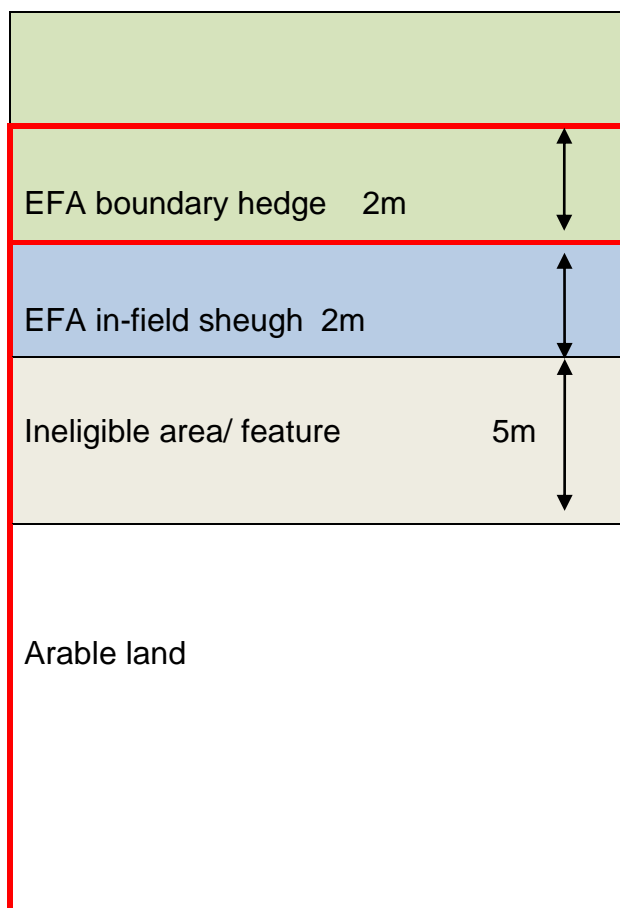 EFA boundary hedge 2m
EFA in-field sheugh 2m
Ineligible area/ feature 5m
Arable land